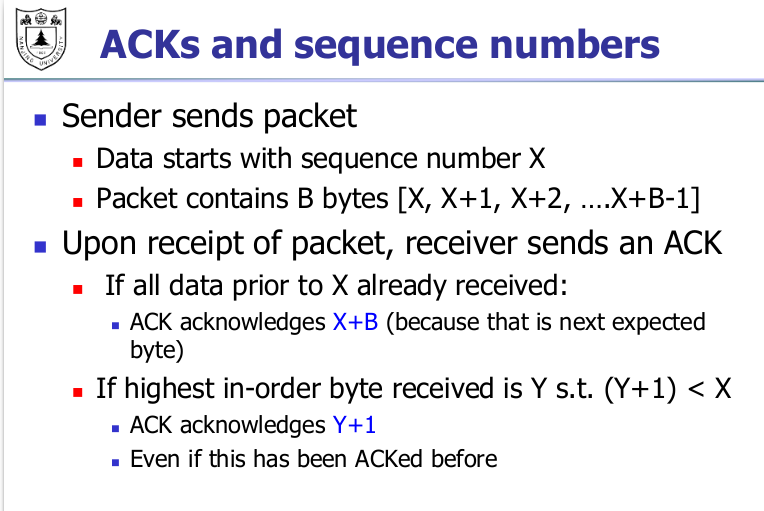 ACKs and sequence numbers
Sender sends packet
Data starts with sequence number X
Packet contains B bytes [X, X+1, X+2, ….X+B-1]
Upon receipt of packet, receiver sends an ACK
If all data prior to X already received:
ACK acknowledges X+B (because that is next expected
byte)
If highest in-order byte received is Y s.t. (Y+1) < X
ACK acknowledges Y+1
Even if this has been ACKed before
NANJING UNIVERSITY